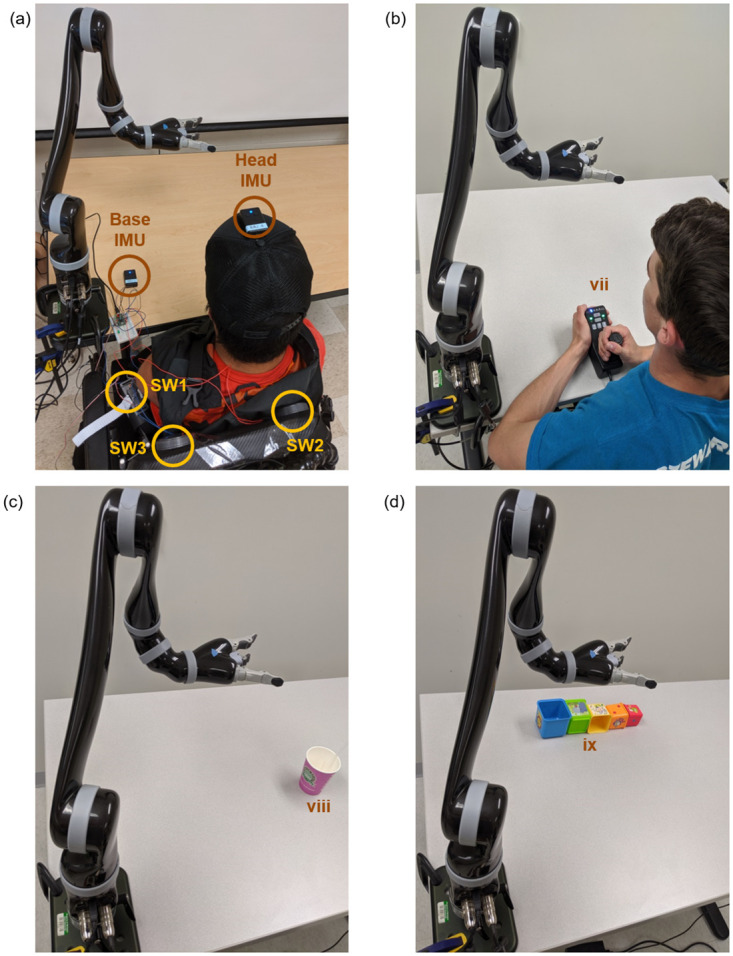 (a)
(b)
Head
IMU
Base
IMU
SW1
SW2
SW3
vii
(c)
(d)
viii
ix